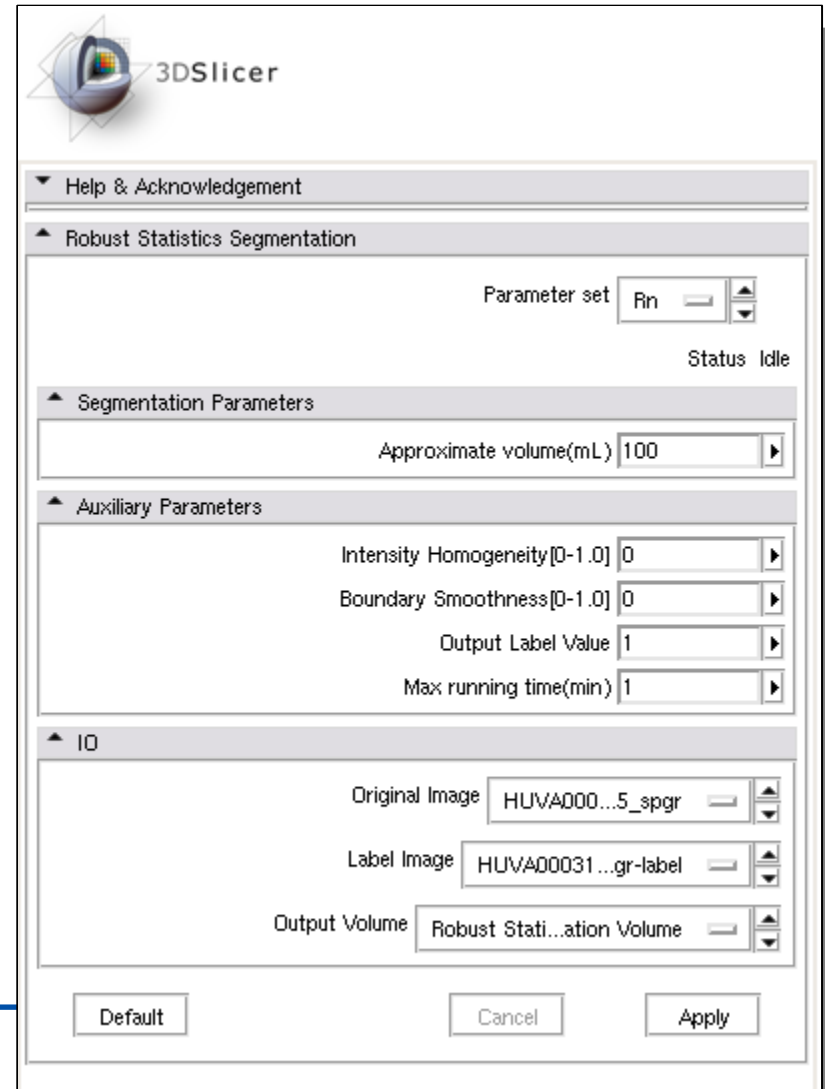 3DSlicer
Help & Acknowledgement
Robust Statistics Segmentation
Parameter set Rn
Status Idle
Segmentation Parameters
Approximate volume(mL) 100
Auxiliary Parameters
Intensity Homogeneity[0-1.0] 0
Boundary Smoothness[0-1.0] 0
Output Label Value 1
Max running time(min) 1
IO
Original Image HUVA000...5_spgr
Label Image HUVA00031...gr-label
Output Volume Robust Stati...ation Volume
Default Cancel Apply